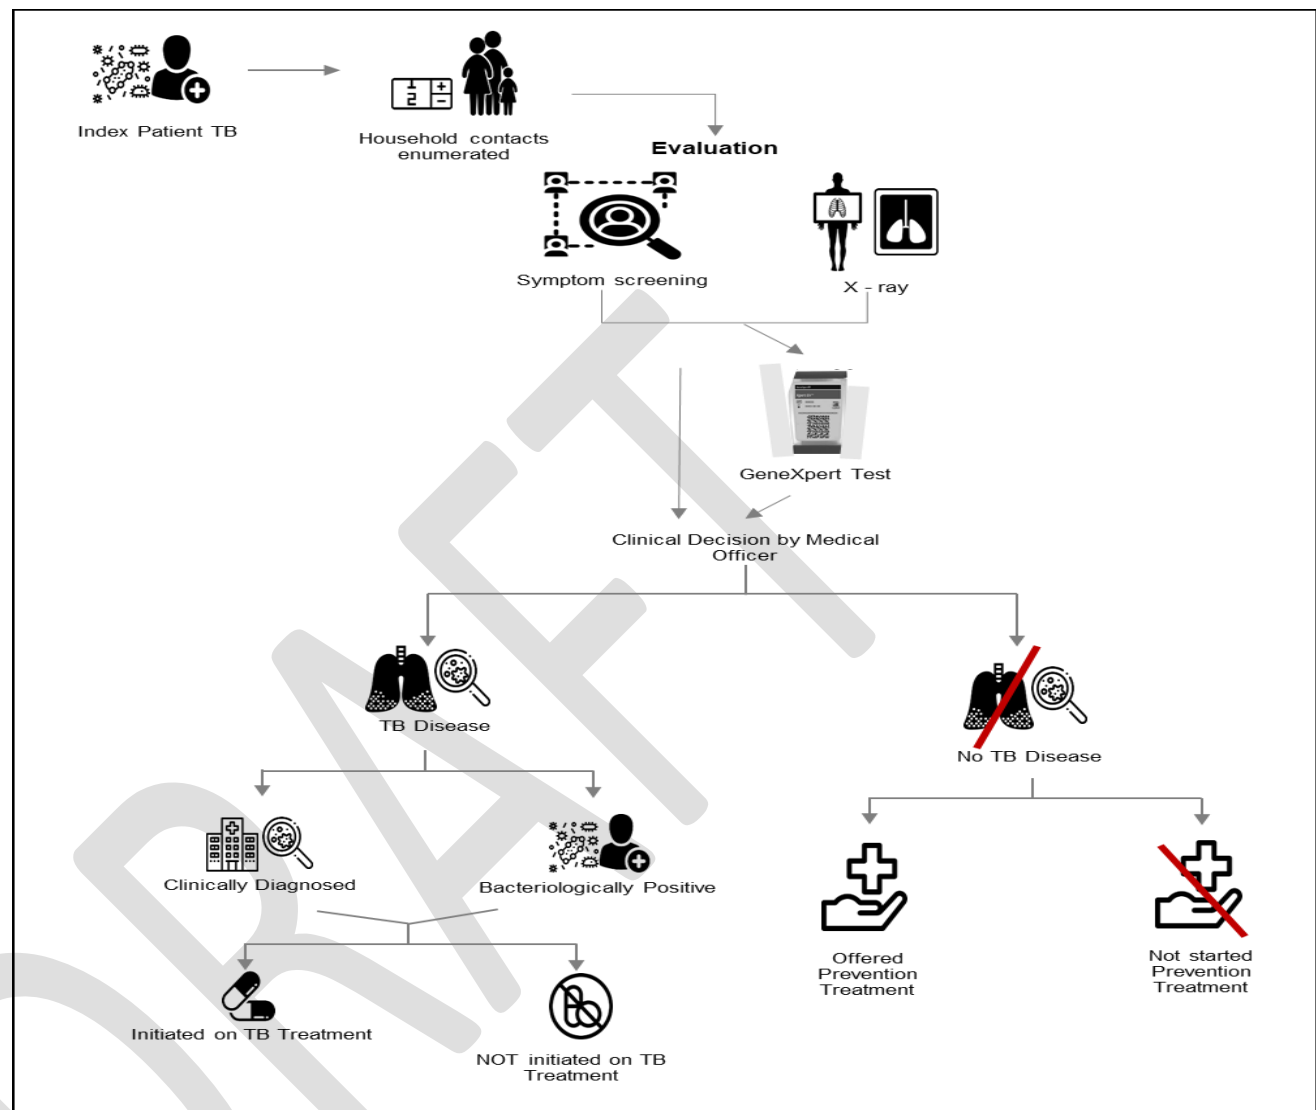 Index Patient TB
Household contacts
enumerated
Evaluation
Symptom screening
X - ray
GeneXpert Test
Clinical Decision by Medical
Officer
TB Disease
No TB Disease
Clinically Diagnosed
Bacteriologically Positive
Offered
Prevention
Treatment
Not started
Prevention
Treatment
Initiated on TB Treatment
NOT initiated on TB
Treatment
DRAFT